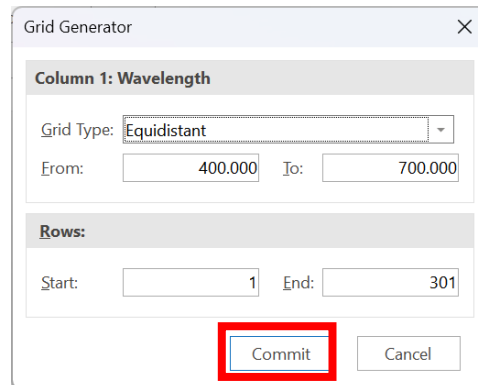 Grid Generator
Column 1: Wavelength
Grid Type: Equidistant
From: 400.000 To: 700.000
Rows:
Start: 1 End: 301
Commit Cancel